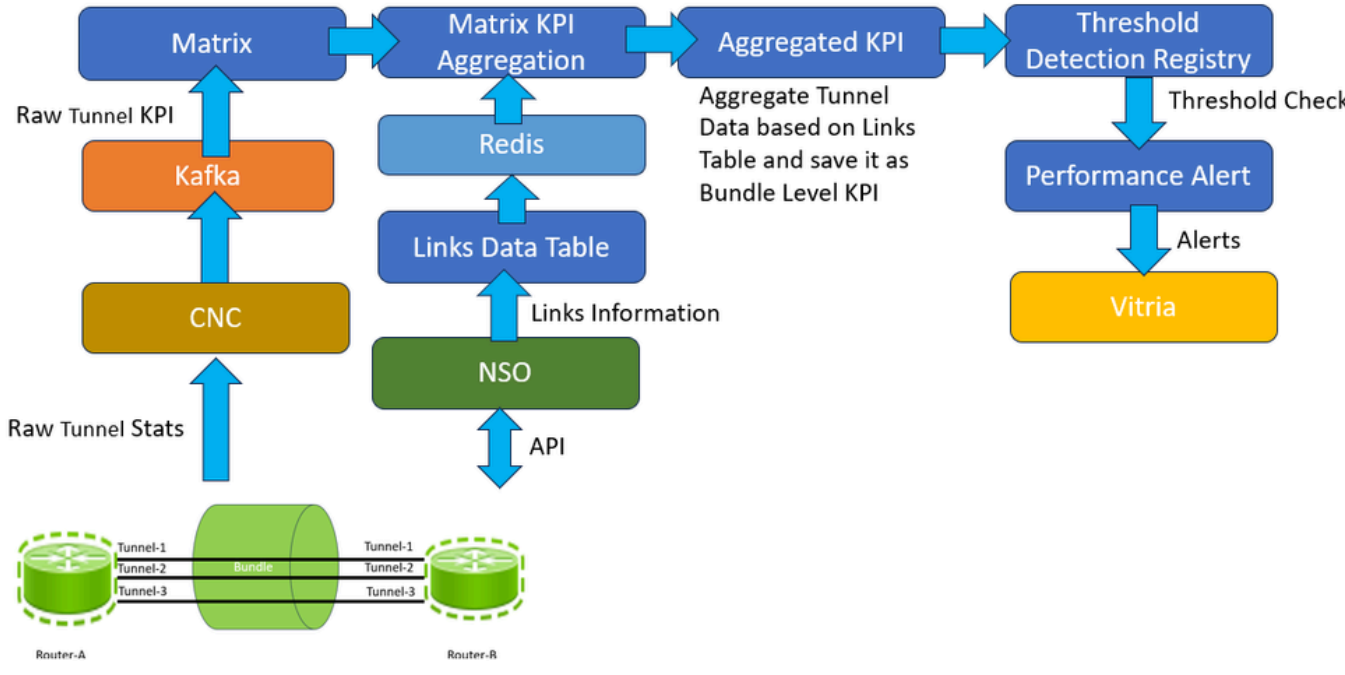 Matrix
Matrix KPI
Aggregation
Aggregated KPI
Threshold
Detection Registry
Raw Tunnel KPI
Kafka
Redis
Aggregate Tunnel
Data based on Links
Table and save it as
Bundle Level KPI
Threshold Check
Performance Alert
Links Data Table
Alerts
CNC
Links Information
Vitria
NSO
Raw Tunnel Stats
API
Tunnel-1
Tunnel-2
Tunnel-3
Bundle
Tunnel-1
Tunnel-2
Tunnel-3
Router-A
Router-B